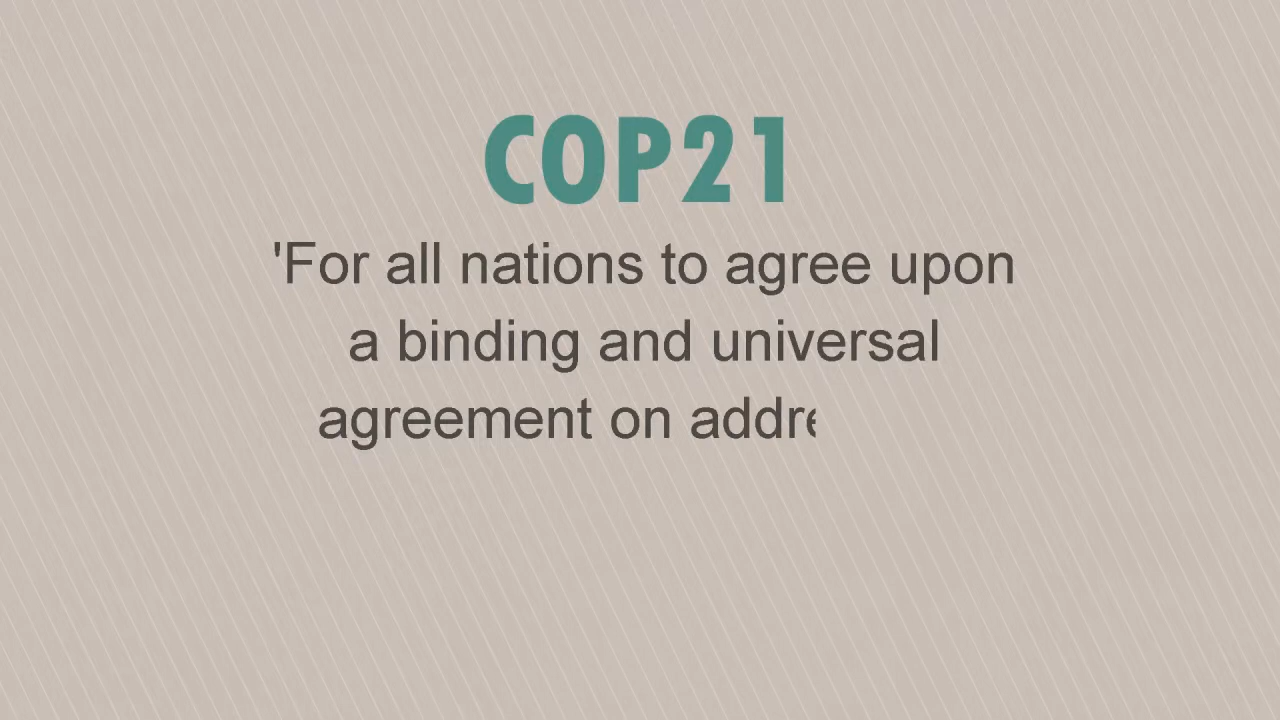 COP21
'For all nations to agree upon
a binding and universal
agreement on addre